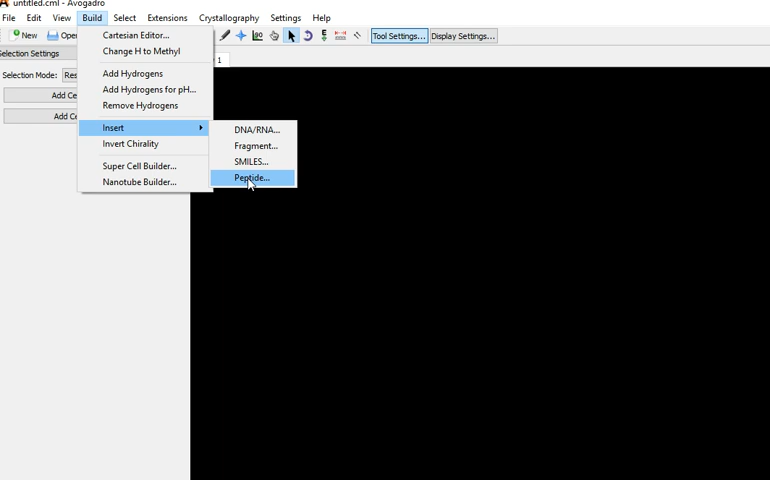 untitled.cml - Avogadro
File Edit View Build Select Extensions Crystallography Settings Help
New Tool Settings... Display Settings...
Selection Settings
1
Selection Mode:
Cartesian Editor...
Change H to Methyl
Add Hydrogens
Add Hydrogens for pH...
Remove Hydrogens
Insert
Invert Chirality
Super Cell Builder...
Nanotube Builder...
DNA/RNA...
Fragment...
SMILES...
Peptide...
Add
Add